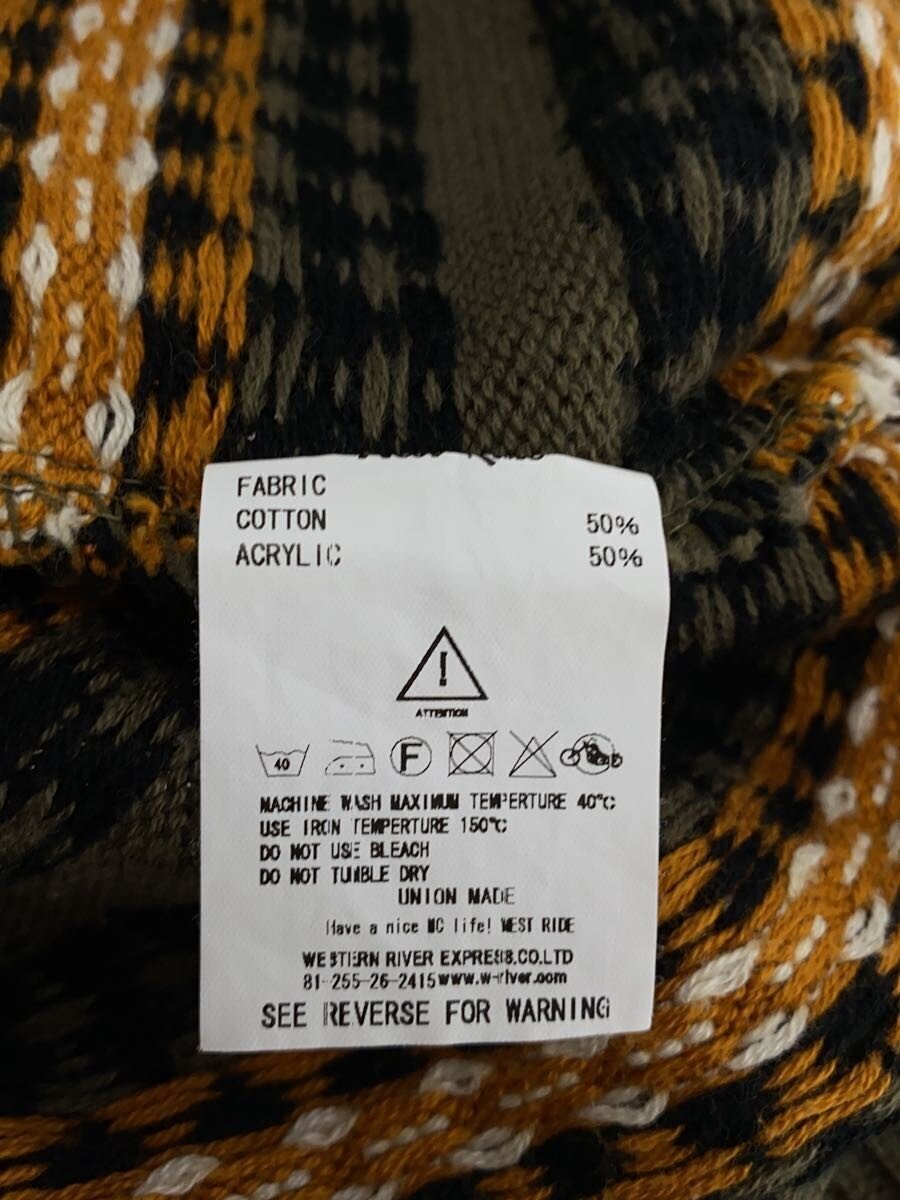 FABRIC
COTTON 50%
ACRYLIC 50%
!
ATTENTION
40 F
MACHINE WASH MAXIMUM TEMPERTURE 40℃
USE IRON TEMPERTURE 150℃
DO NOT USE BLEACH
DO NOT TUMBLE DRY
UNION MADE
Have a nice MC life! WEST RIDE
WESTERN RIVER EXPRESS.CO.LTD
81-255-26-2415 www.w-river.com
SEE REVERSE FOR WARNING